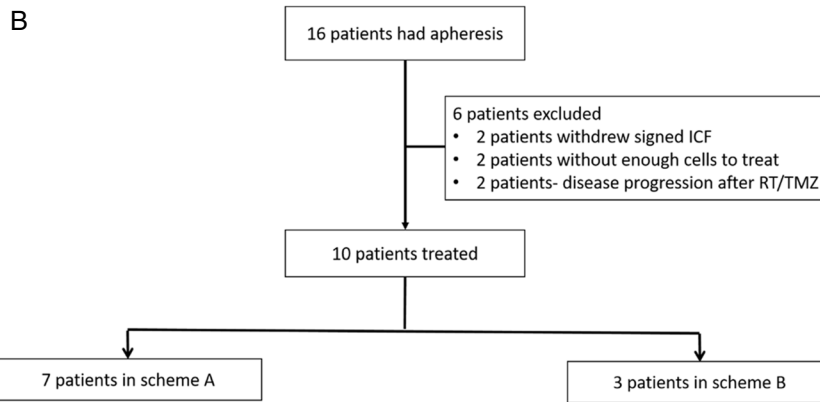 B
16 patients had apheresis
6 patients excluded
• 2 patients withdrew signed ICF
• 2 patients without enough cells to treat
• 2 patients- disease progression after RT/TMZ
10 patients treated
7 patients in scheme A
3 patients in scheme B